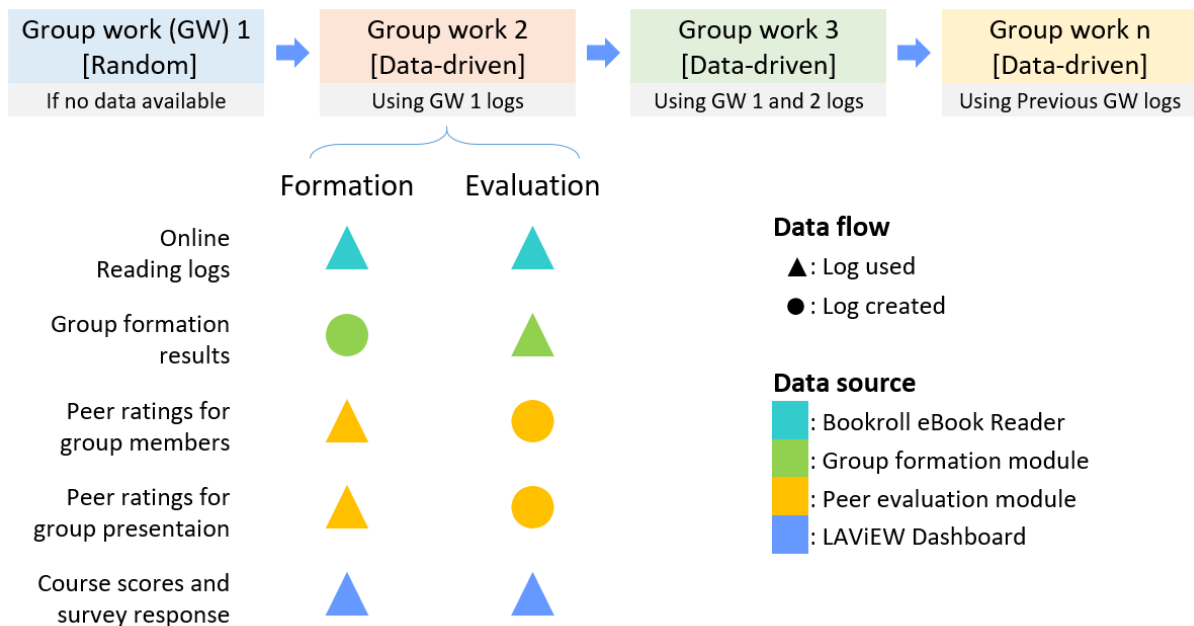 Group work (GW) 1
[Random]
If no data available
Group work 2
[Data-driven]
Using GW 1 logs
Group work 3
[Data-driven]
Using GW 1 and 2 logs
Group work n
[Data-driven]
Using Previous GW logs
Formation
Evaluation
Online
Reading logs
Group formation
results
Peer ratings for
group members
Peer ratings for
group presentaion
Course scores and
survey response
Data flow
: Log used
: Log created
Data source
: Bookroll eBook Reader
: Group formation module
: Peer evaluation module
: LAViEW Dashboard